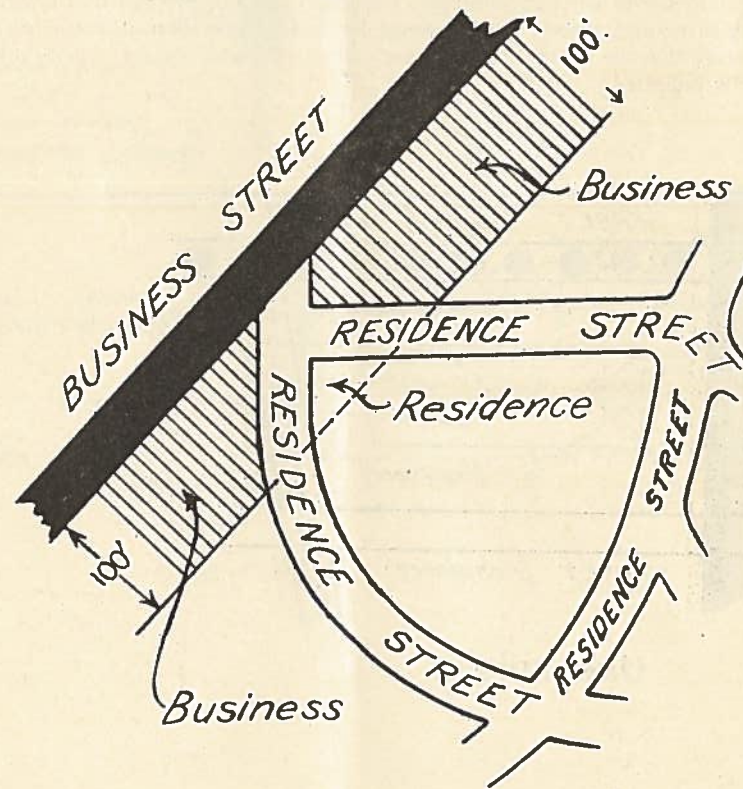 100'
BUSINESS STREET
Business
RESIDENCE STREET
Residence
RESIDENCE STREET
RESIDENCE STREET
100'
Business